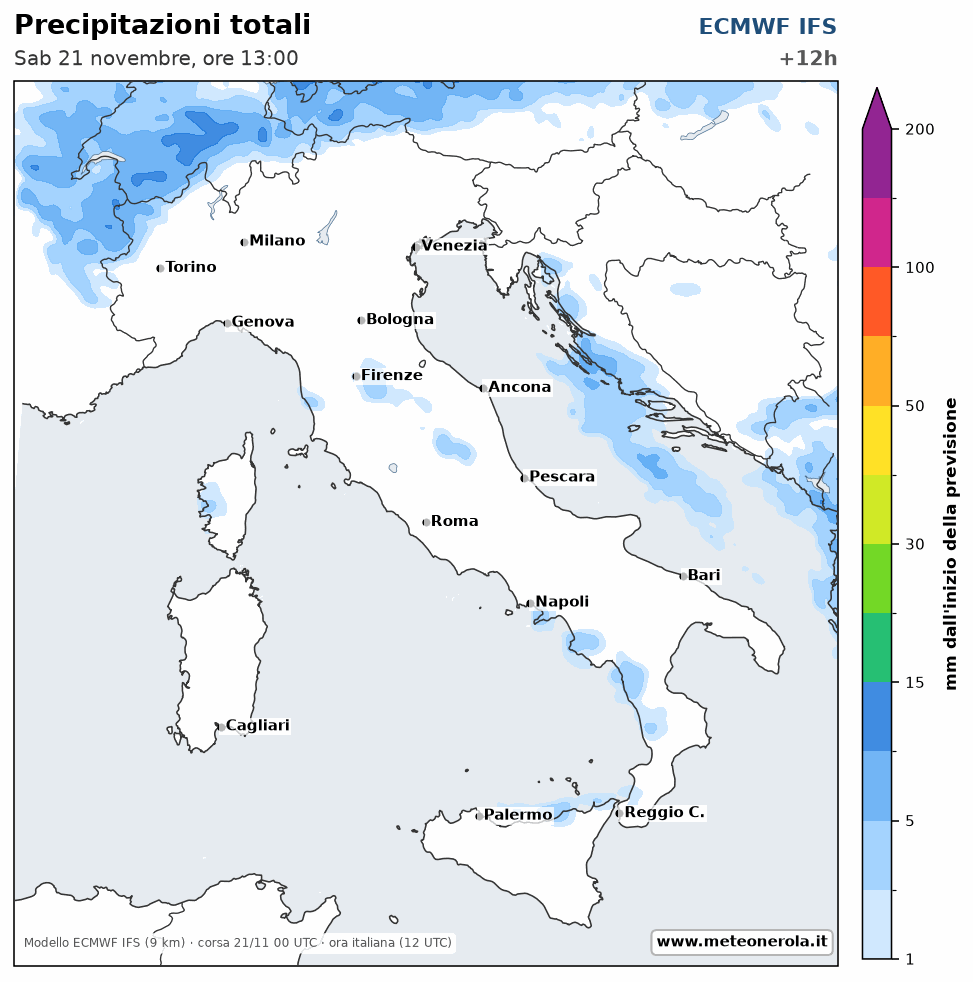 Precipitazioni totali
ECMWF IFS
Sab 21 novembre, ore 13:00
+12h
200
100
50
30
15
5
1
mm dall'inizio della previsione
Milano
Venezia
Torino
Genova
Bologna
Firenze
Ancona
Pescara
Roma
Bari
Napoli
Cagliari
Palermo
Reggio C.
Modello ECMWF IFS (9 km) · corsa 21/11 00 UTC · ora italiana (12 UTC)
www.meteonerola.it